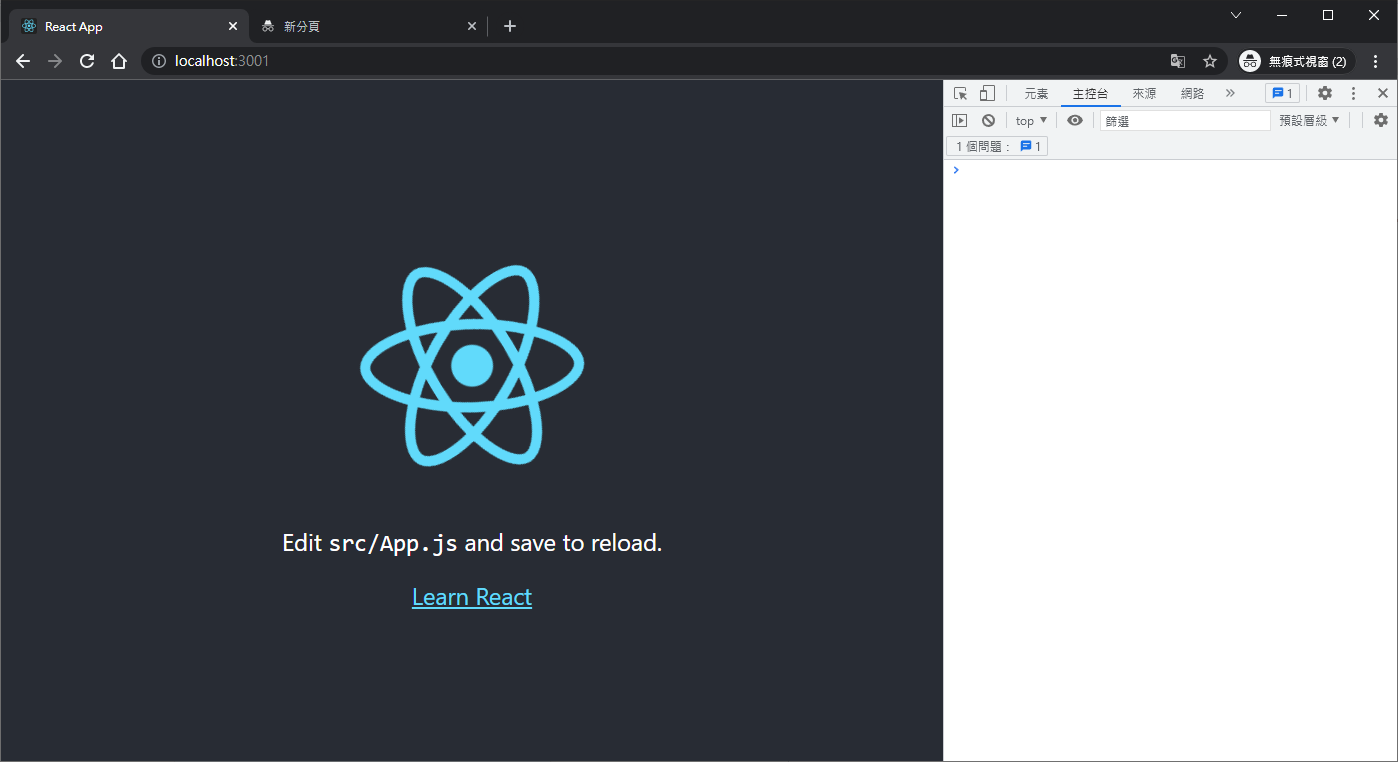 React App
新分頁
localhost:3001
無痕式視窗 (2)
元素 主控台 來源 網路 » 1
top 篩選 預設層級
1 個問題: 1
Edit src/App.js and save to reload.
Learn React